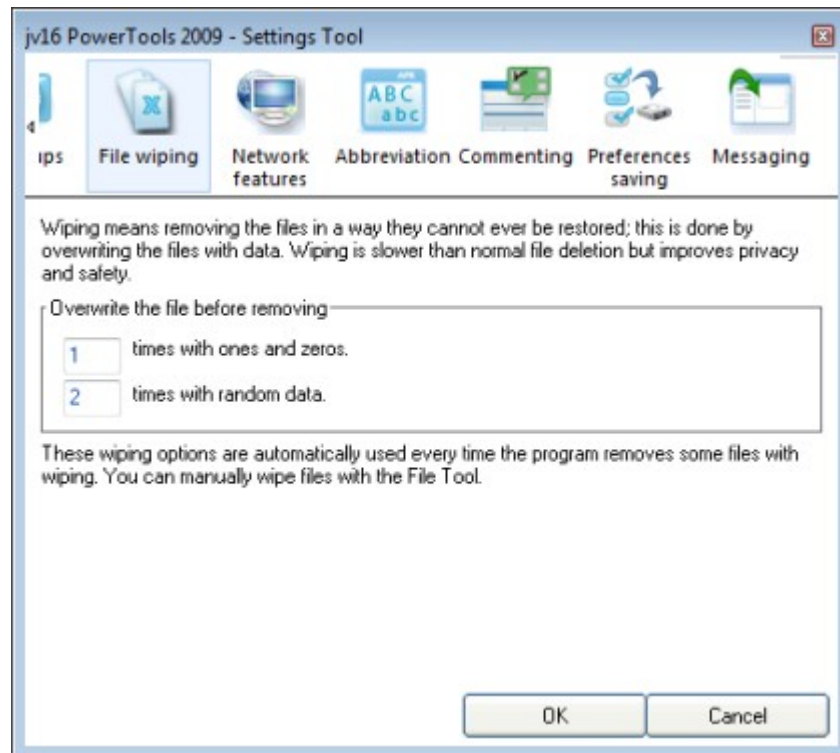 jv16 PowerTools 2009 - Settings Tool
ups
File wiping
Network
features
Abbreviation
Commenting
Preferences
saving
Messaging
ABC
abc
Wiping means removing the files in a way they cannot ever be restored; this is done by
overwriting the files with data. Wiping is slower than normal file deletion but improves privacy
and safety.
Overwrite the file before removing
1 times with ones and zeros.
2 times with random data.
These wiping options are automatically used every time the program removes some files with
wiping. You can manually wipe files with the File Tool.
OK
Cancel